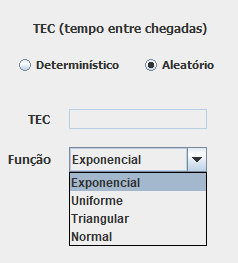 TEC (tempo entre chegadas)
Determinístico Aleatório
TEC
Função Exponencial
Exponencial
Uniforme
Triangular
Normal